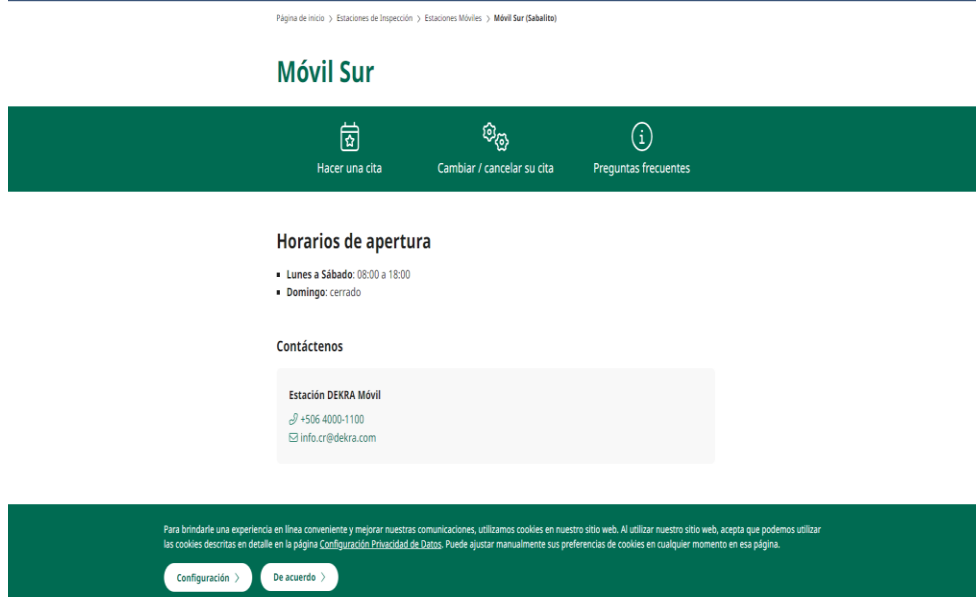 Página de inicio > Estaciones de Inspección > Estaciones Móviles > Móvil Sur (Sabalito)
Móvil Sur
Hacer una cita
Cambiar / cancelar su cita
Preguntas frecuentes
Horarios de apertura
Lunes a Sábado: 08:00 a 18:00
Domingo: cerrado
Contáctenos
Estación DEKRA Móvil
+506 4000-1100
info.cr@dekra.com
Para brindarle una experiencia en línea conveniente y mejorar nuestras comunicaciones, utilizamos cookies en nuestro sitio web. Al utilizar nuestro sitio web, acepta que podemos utilizar
las cookies descritas en detalle en la página Configuración Privacidad de Datos. Puede ajustar manualmente sus preferencias de cookies en cualquier momento en esa página.
Configuración >
De acuerdo >